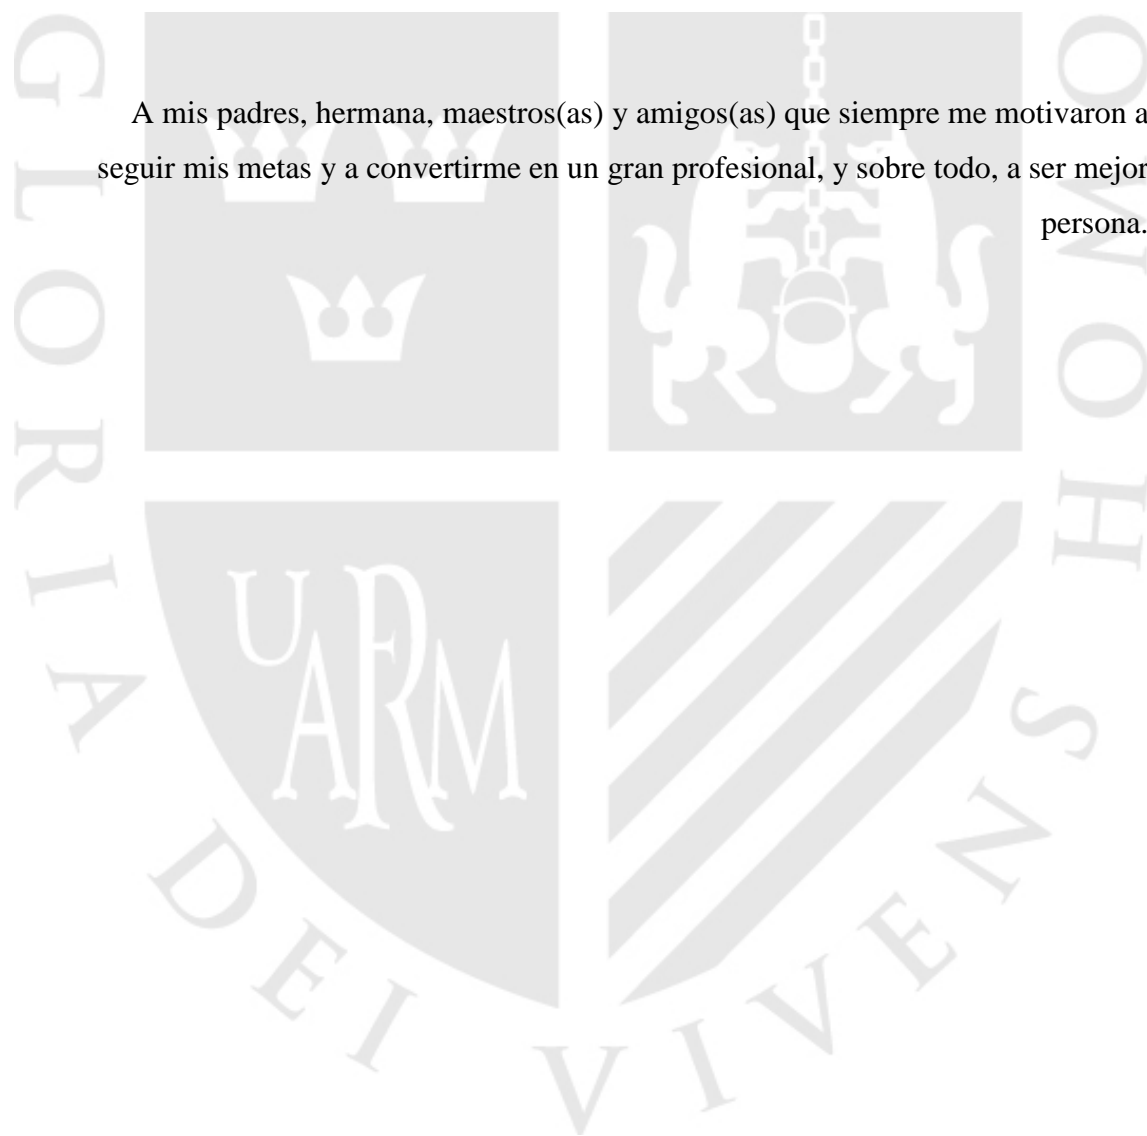 A mis padres, hermana, maestros(as) y amigos(as) que siempre me motivaron a
seguir mis metas y a convertirme en un gran profesional, y sobre todo, a ser mejor
persona.
GLORIA DEI VIVENS HOMO
UARM